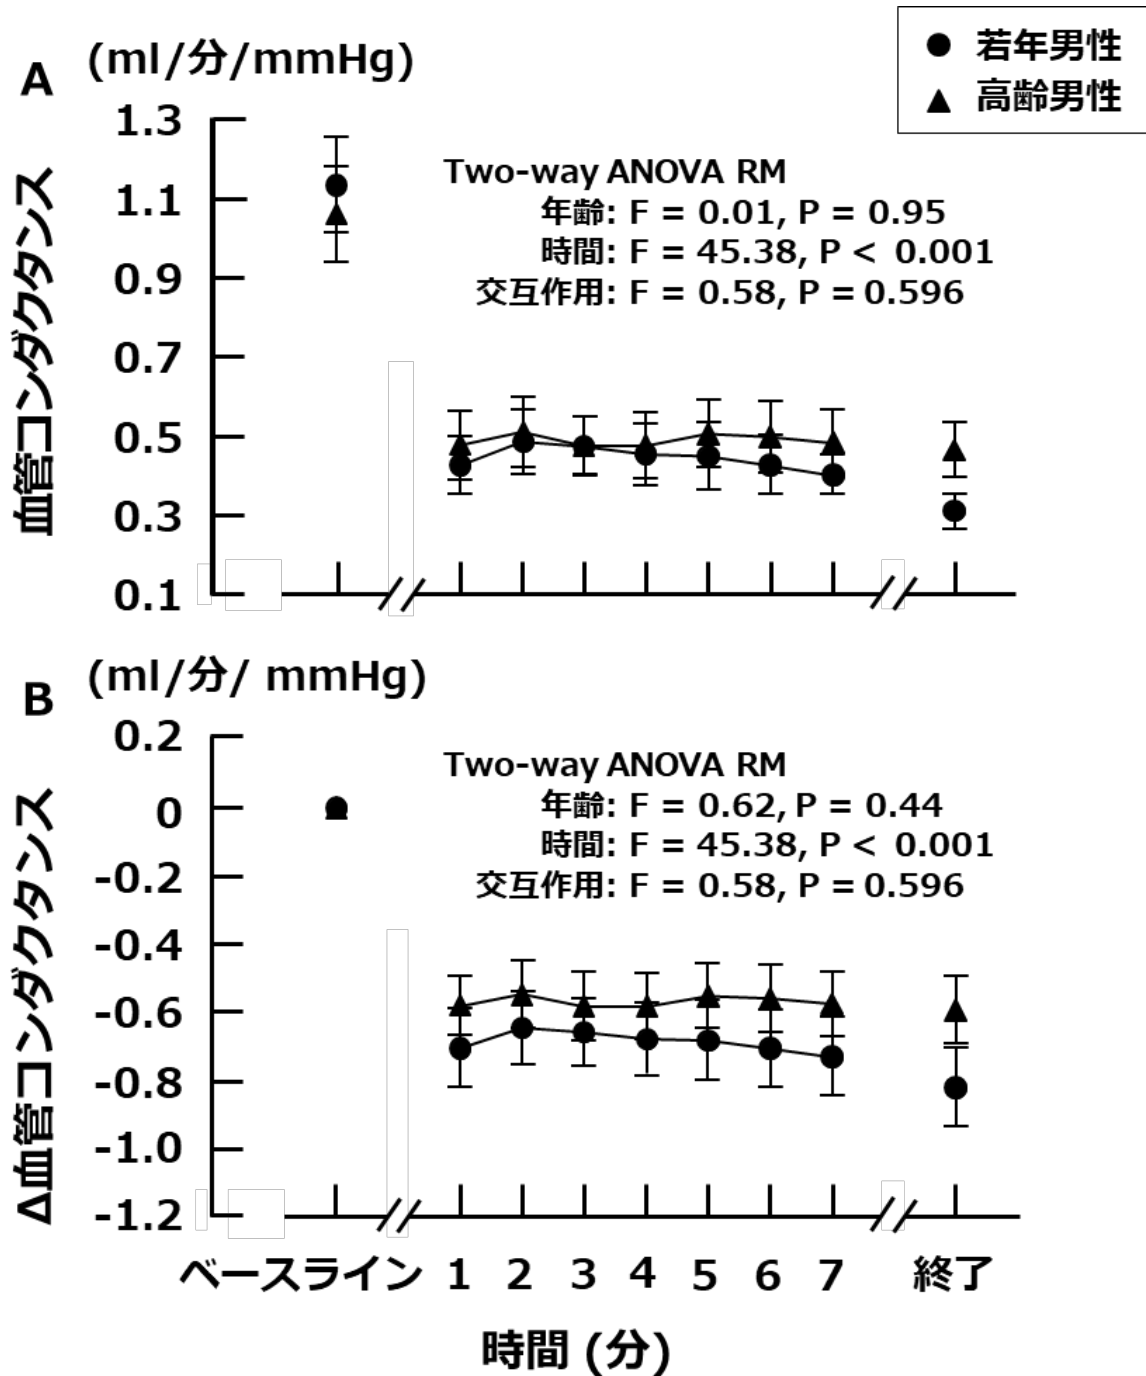 ● 若年男性
▲ 高齢男性
A
(ml/分/mmHg)
血管コンダクタンス
1.3
1.1
0.9
0.7
0.5
0.3
0.1
Two-way ANOVA RM
年齢: F = 0.01, P = 0.95
時間: F = 45.38, P < 0.001
交互作用: F = 0.58, P = 0.596
B
(ml/分/ mmHg)
Δ血管コンダクタンス
0.2
0
-0.2
-0.4
-0.6
-0.8
-1.0
-1.2
Two-way ANOVA RM
年齢: F = 0.62, P = 0.44
時間: F = 45.38, P < 0.001
交互作用: F = 0.58, P = 0.596
ベースライン 1 2 3 4 5 6 7 終了
時間 (分)